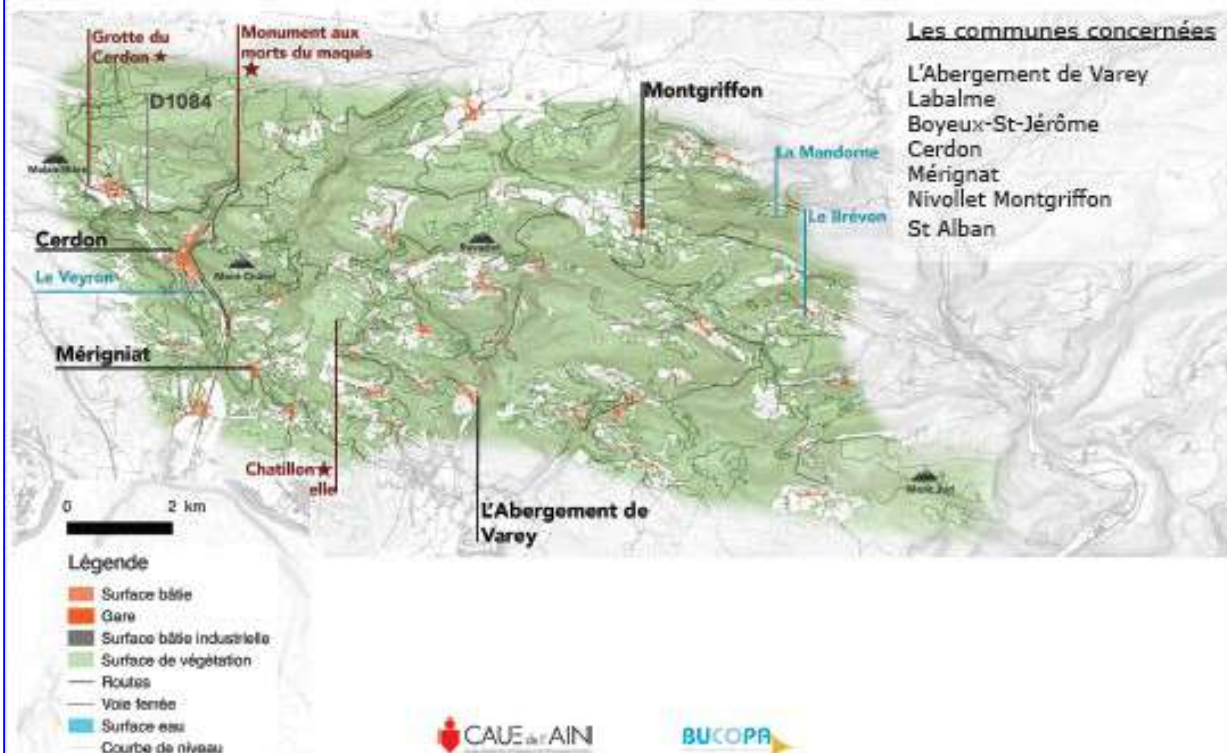 Grotte du
Cerdon ★
Monument aux
morts du maquis
★
D1084
Montgriffon
La Mandorne
Le Brévon
Cerdon
Mont
Le Veyron
Mérigniat
Chatillon ★
elle
L'Abergement de
Varey
Les communes concernées
L'Abergement de Varey
Labalme
Boyeux-St-Jérôme
Cerdon
Mérignat
Nivollet Montgriffon
St Alban
0 2 km
Légende
Surface bâtie
Gare
Surface bâtie industrielle
Surface de végétation
Routes
Voie ferrée
Surface eau
Courbe de niveau
CAUE de l'AIN
BUCOPA